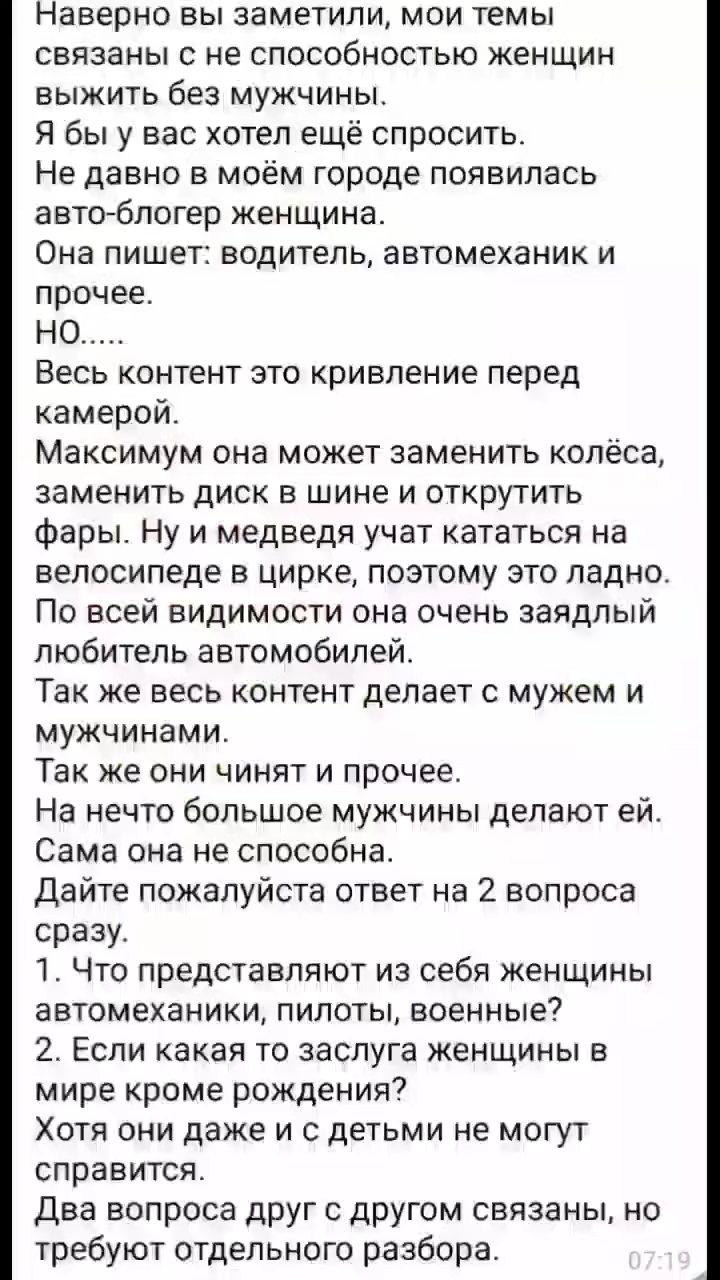 Наверно вы заметили, мои темы
связаны с не способностью женщин
выжить без мужчины.
Я бы у вас хотел ещё спросить.
Не давно в моём городе появилась
авто-блогер женщина.
Она пишет: водитель, автомеханик и
прочее.
НО.....
Весь контент это кривление перед
камерой.
Максимум она может заменить колёса,
заменить диск в шине и открутить
фары. Ну и медведя учат кататься на
велосипеде в цирке, поэтому это ладно.
По всей видимости она очень заядлый
любитель автомобилей.
Так же весь контент делает с мужем и
мужчинами.
Так же они чинят и прочее.
На нечто большое мужчины делают ей.
Сама она не способна.
Дайте пожалуйста ответ на 2 вопроса
сразу.
1. Что представляют из себя женщины
автомеханики, пилоты, военные?
2. Если какая то заслуга женщины в
мире кроме рождения?
Хотя они даже и с детьми не могут
справится.
Два вопроса друг с другом связаны, но
требуют отдельного разбора.
07:19